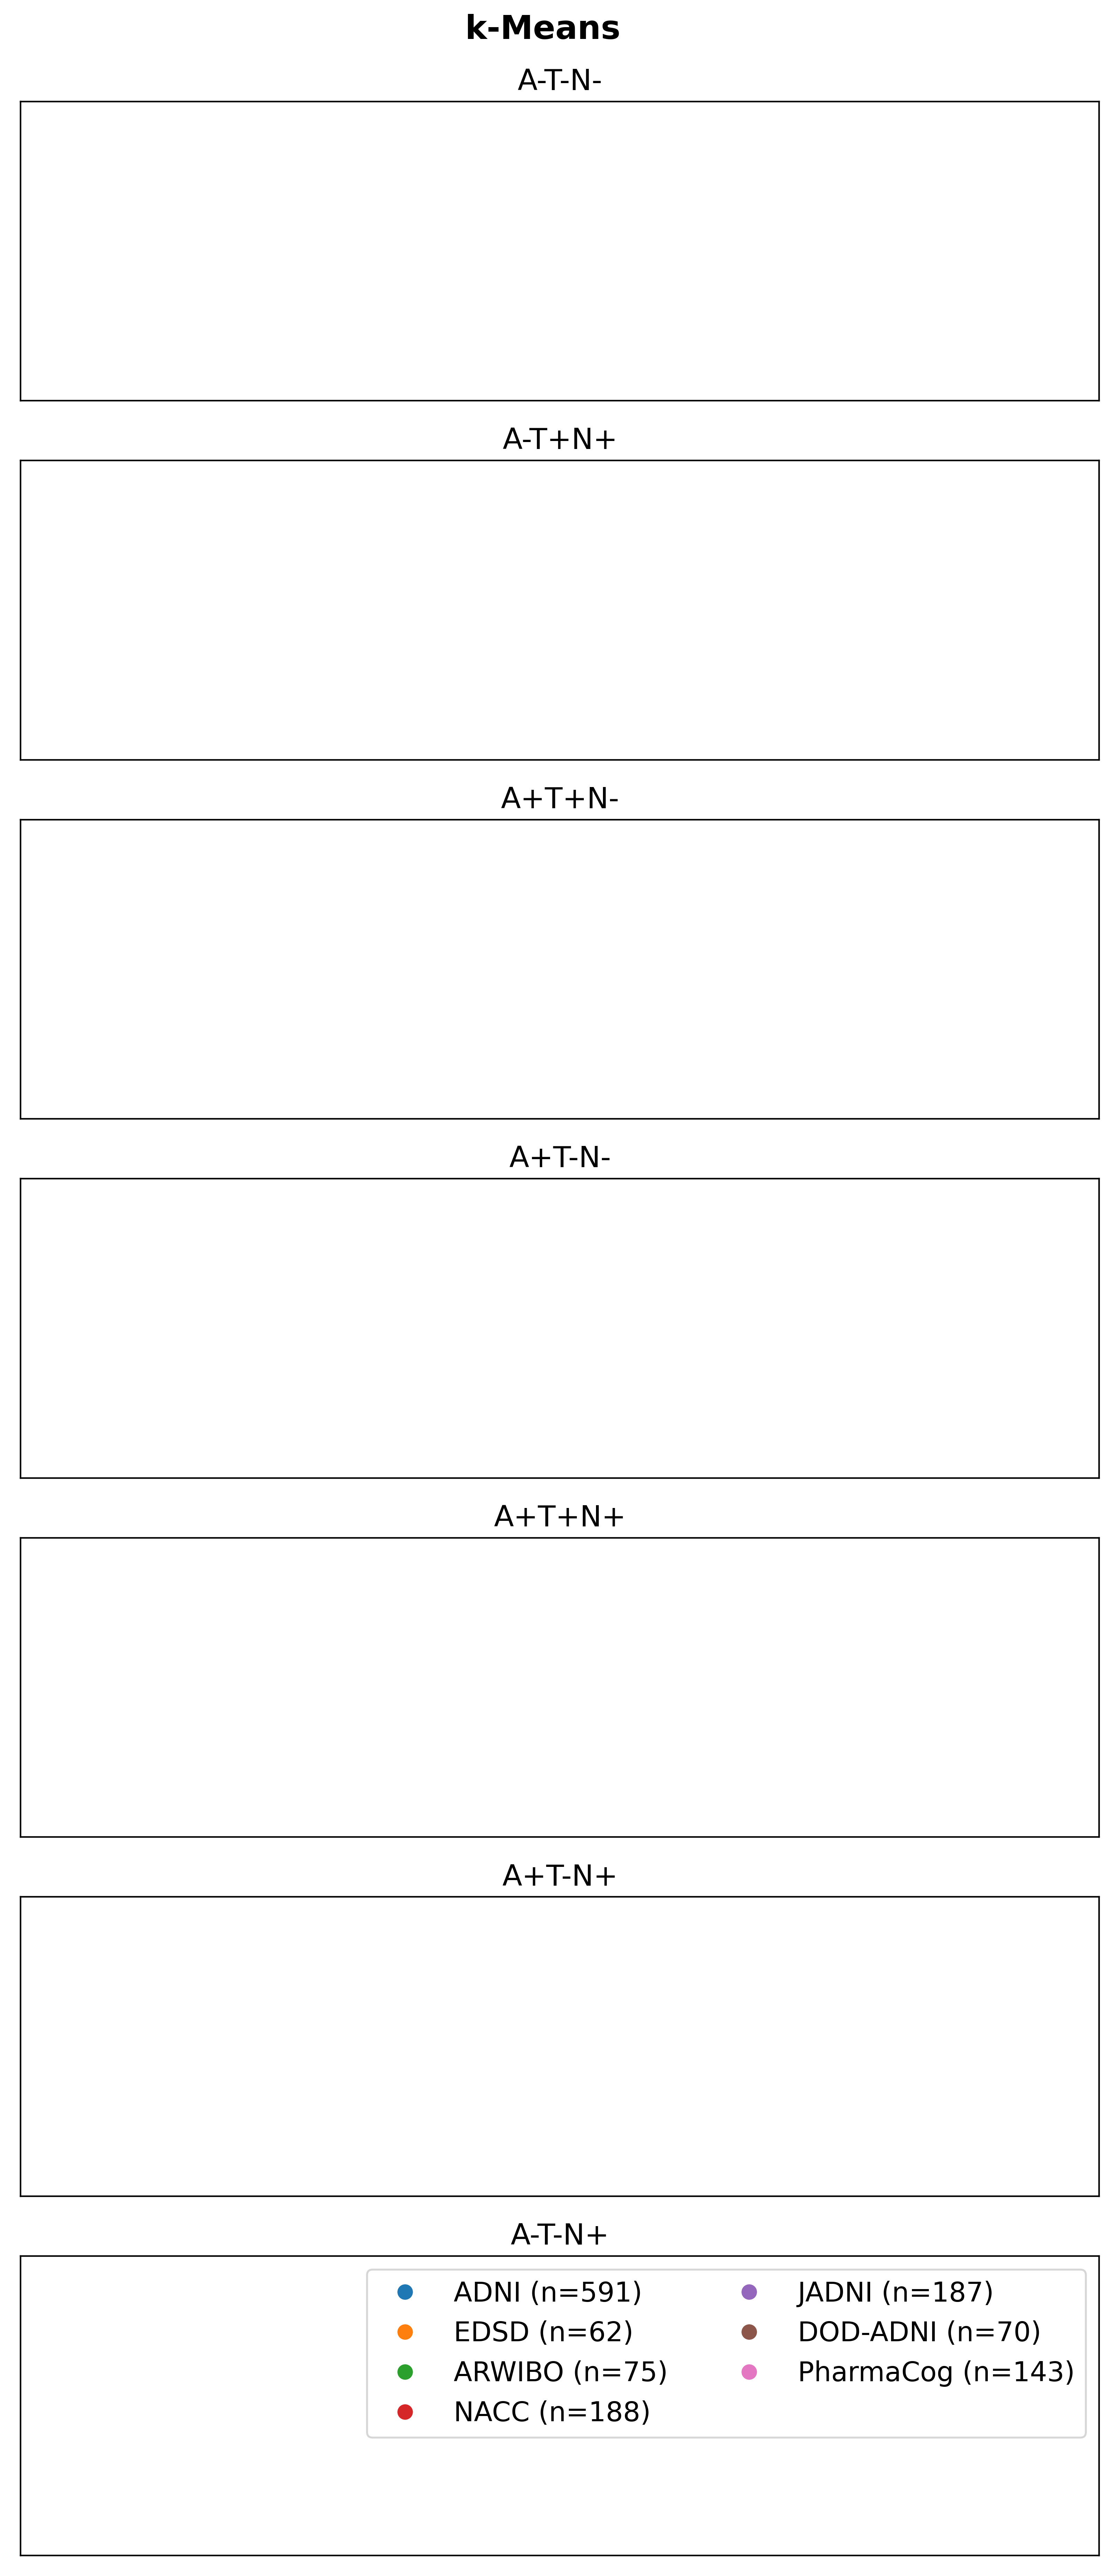 k-Means
A-T-N-
A-T+N+
A+T+N-
A+T-N-
A+T+N+
A+T-N+
A-T-N+
ADNI (n=591)
EDSD (n=62)
ARWIBO (n=75)
NACC (n=188)
JADNI (n=187)
DOD-ADNI (n=70)
PharmaCog (n=143)